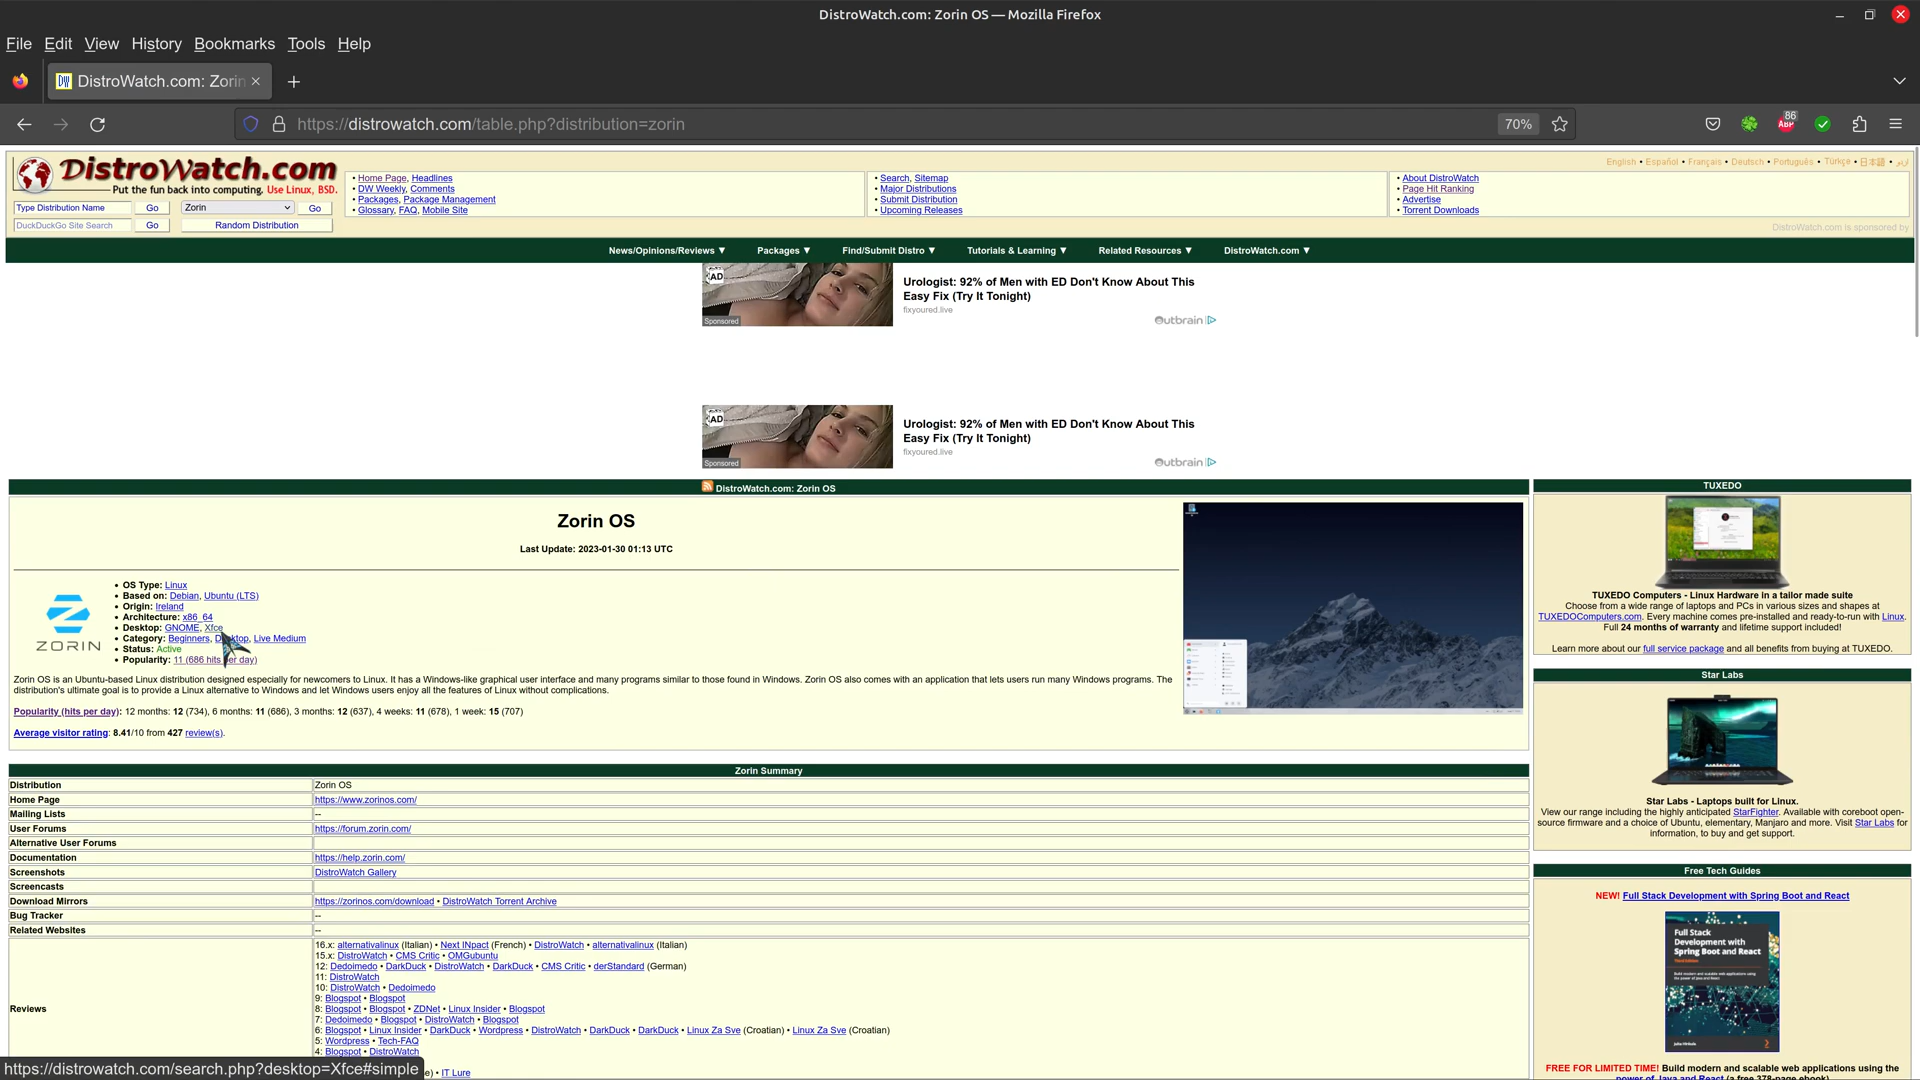 DistroWatch.com: Zorin OS — Mozilla Firefox
File Edit View History Bookmarks Tools Help
DW DistroWatch.com: Zorin
https://distrowatch.com/table.php?distribution=zorin 70% ABP 86
DistroWatch.com
Put the fun back into computing. Use Linux, BSD.
Type Distribution Name Go Zorin Go
DuckDuckGo Site Search Go Random Distribution
• Home Page, Headlines
• DW Weekly, Comments
• Packages, Package Management
• Glossary, FAQ, Mobile Site
• Search, Sitemap
• Major Distributions
• Submit Distribution
• Upcoming Releases
English • Español • Français • Deutsch • Português • Türkçe • 日本語 • اردو
• About DistroWatch
• Page Hit Ranking
• Advertise
• Torrent Downloads
DistroWatch.com is sponsored by
News/Opinions/Reviews ▼ Packages ▼ Find/Submit Distro ▼ Tutorials & Learning ▼ Related Resources ▼ DistroWatch.com ▼
AD
Sponsored
Urologist: 92% of Men with ED Don't Know About This
Easy Fix (Try It Tonight)
fixyoured.live
Outbrain
AD
Sponsored
Urologist: 92% of Men with ED Don't Know About This
Easy Fix (Try It Tonight)
fixyoured.live
Outbrain
DistroWatch.com: Zorin OS
Zorin OS
Last Update: 2023-01-30 01:13 UTC
ZORIN
• OS Type: Linux
• Based on: Debian, Ubuntu (LTS)
• Origin: Ireland
• Architecture: x86_64
• Desktop: GNOME, Xfce
• Category: Beginners, Desktop, Live Medium
• Status: Active
• Popularity: 11 (686 hits per day)
Zorin OS is an Ubuntu-based Linux distribution designed especially for newcomers to Linux. It has a Windows-like graphical user interface and many programs similar to those found in Windows. Zorin OS also comes with an application that lets users run many Windows programs. The
distribution's ultimate goal is to provide a Linux alternative to Windows and let Windows users enjoy all the features of Linux without complications.
Popularity (hits per day): 12 months: 12 (734), 6 months: 11 (686), 3 months: 12 (637), 4 weeks: 11 (678), 1 week: 15 (707)
Average visitor rating: 8.41/10 from 427 review(s).
Zorin Summary
Distribution Zorin OS
Home Page https://www.zorinos.com/
Mailing Lists --
User Forums https://forum.zorin.com/
Alternative User Forums
Documentation https://help.zorin.com/
Screenshots DistroWatch Gallery
Screencasts
Download Mirrors https://zorinos.com/download • DistroWatch Torrent Archive
Bug Tracker --
Related Websites --
Reviews
16.x: alternativalinux (Italian) • Next INpact (French) • DistroWatch • alternativalinux (Italian)
15.x: DistroWatch • CMS Critic • OMGubuntu
12: Dedoimedo • DarkDuck • DistroWatch • DarkDuck • CMS Critic • derStandard (German)
11: DistroWatch
10: DistroWatch • Dedoimedo
9: Blogspot • Blogspot
8: Blogspot • Blogspot • ZDNet • Linux Insider • Blogspot
7: Dedoimedo • Blogspot • DistroWatch • Blogspot
6: Blogspot • Linux Insider • DarkDuck • Wordpress • DistroWatch • DarkDuck • DarkDuck • Linux Za Sve (Croatian) • Linux Za Sve (Croatian)
5: Wordpress • Tech-FAQ
4: Blogspot • DistroWatch
e) • IT Lure
https://distrowatch.com/search.php?desktop=Xfce#simple
TUXEDO
TUXEDO Computers - Linux Hardware in a tailor made suite
Choose from a wide range of laptops and PCs in various sizes and shapes at
TUXEDOComputers.com. Every machine comes pre-installed and ready-to-run with Linux.
Full 24 months of warranty and lifetime support included!
Learn more about our full service package and all benefits from buying at TUXEDO.
Star Labs
Star Labs - Laptops built for Linux.
View our range including the highly anticipated StarFighter. Available with coreboot open-
source firmware and a choice of Ubuntu, elementary, Manjaro and more. Visit Star Labs for
information, to buy and get support.
Free Tech Guides
NEW! Full Stack Development with Spring Boot and React
Full Stack
Development with
Spring Boot and React
FREE FOR LIMITED TIME! Build modern and scalable web applications using the
power of Java and React (a free 378-page ebook)